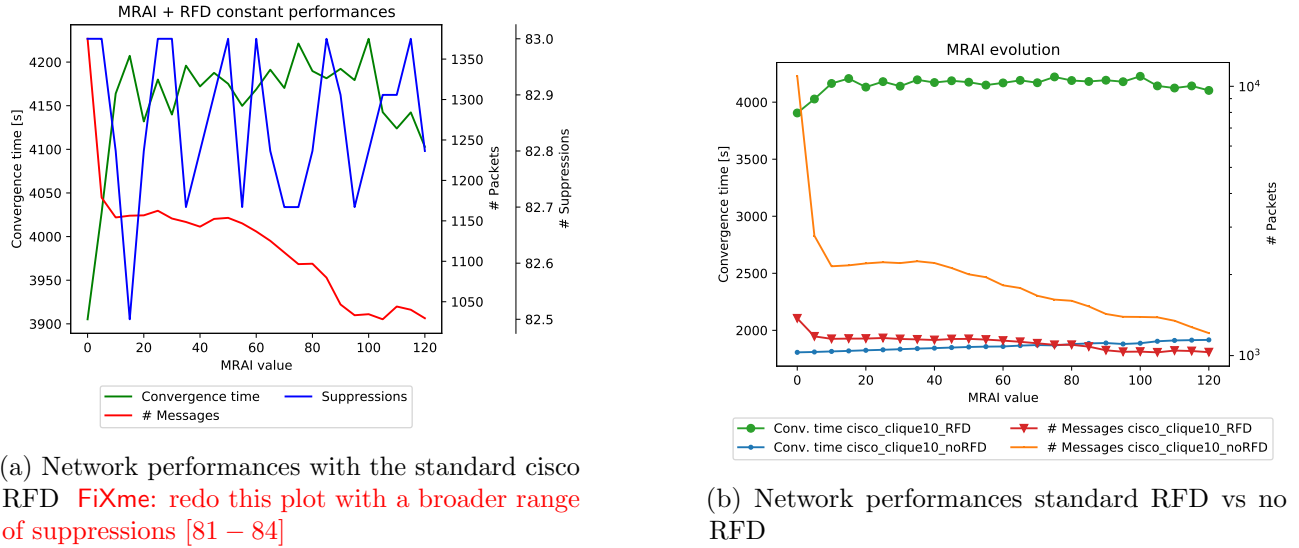 MRAI + RFD constant performances
4200
4150
4100
4050
4000
3950
3900
Convergence time [s]
0
20
40
60
80
100
120
MRAI value
1350
1300
1250
1200
1150
1100
1050
# Packets
83.0
82.9
82.8
82.7
82.6
82.5
# Suppressions
Convergence time
# Messages
Suppressions
(a) Network performances with the standard cisco
RFD FiXme: redo this plot with a broader range
of suppressions [81 − 84]
MRAI evolution
4000
3500
3000
2500
2000
Convergence time [s]
0
20
40
60
80
100
120
MRAI value
10⁴
10³
# Packets
Conv. time cisco_clique10_RFD
Conv. time cisco_clique10_noRFD
# Messages cisco_clique10_RFD
# Messages cisco_clique10_noRFD
(b) Network performances standard RFD vs no
RFD